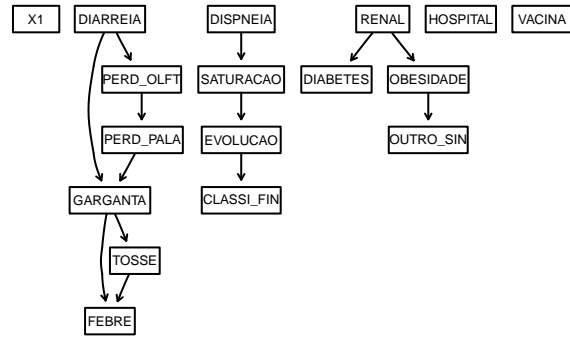 X1 DIARREIA DISPNEIA RENAL HOSPITAL VACINA
PERD_OLFT SATURACAO DIABETES OBESIDADE
PERD_PALA EVOLUCAO OUTRO_SIN
GARGANTA CLASSI_FIN
TOSSE
FEBRE